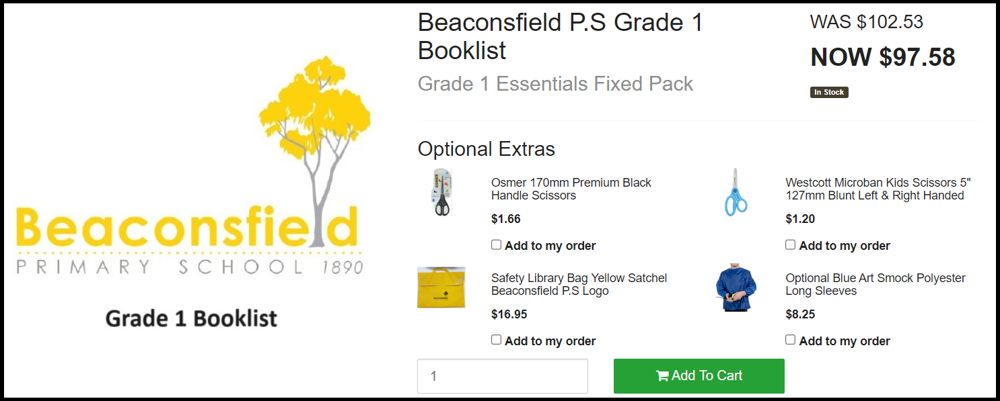 Beaconsfield
PRIMARY SCHOOL 1890
Grade 1 Booklist
Beaconsfield P.S Grade 1
Booklist
Grade 1 Essentials Fixed Pack
WAS $102.53
NOW $97.58
In Stock
Optional Extras
OSMER
Osmer 170mm Premium Black
Handle Scissors
$1.66
Add to my order
Westcott Microban Kids Scissors 5"
127mm Blunt Left & Right Handed
$1.20
Add to my order
Safety Library Bag Yellow Satchel
Beaconsfield P.S Logo
$16.95
Add to my order
Optional Blue Art Smock Polyester
Long Sleeves
$8.25
Add to my order
1
Add To Cart